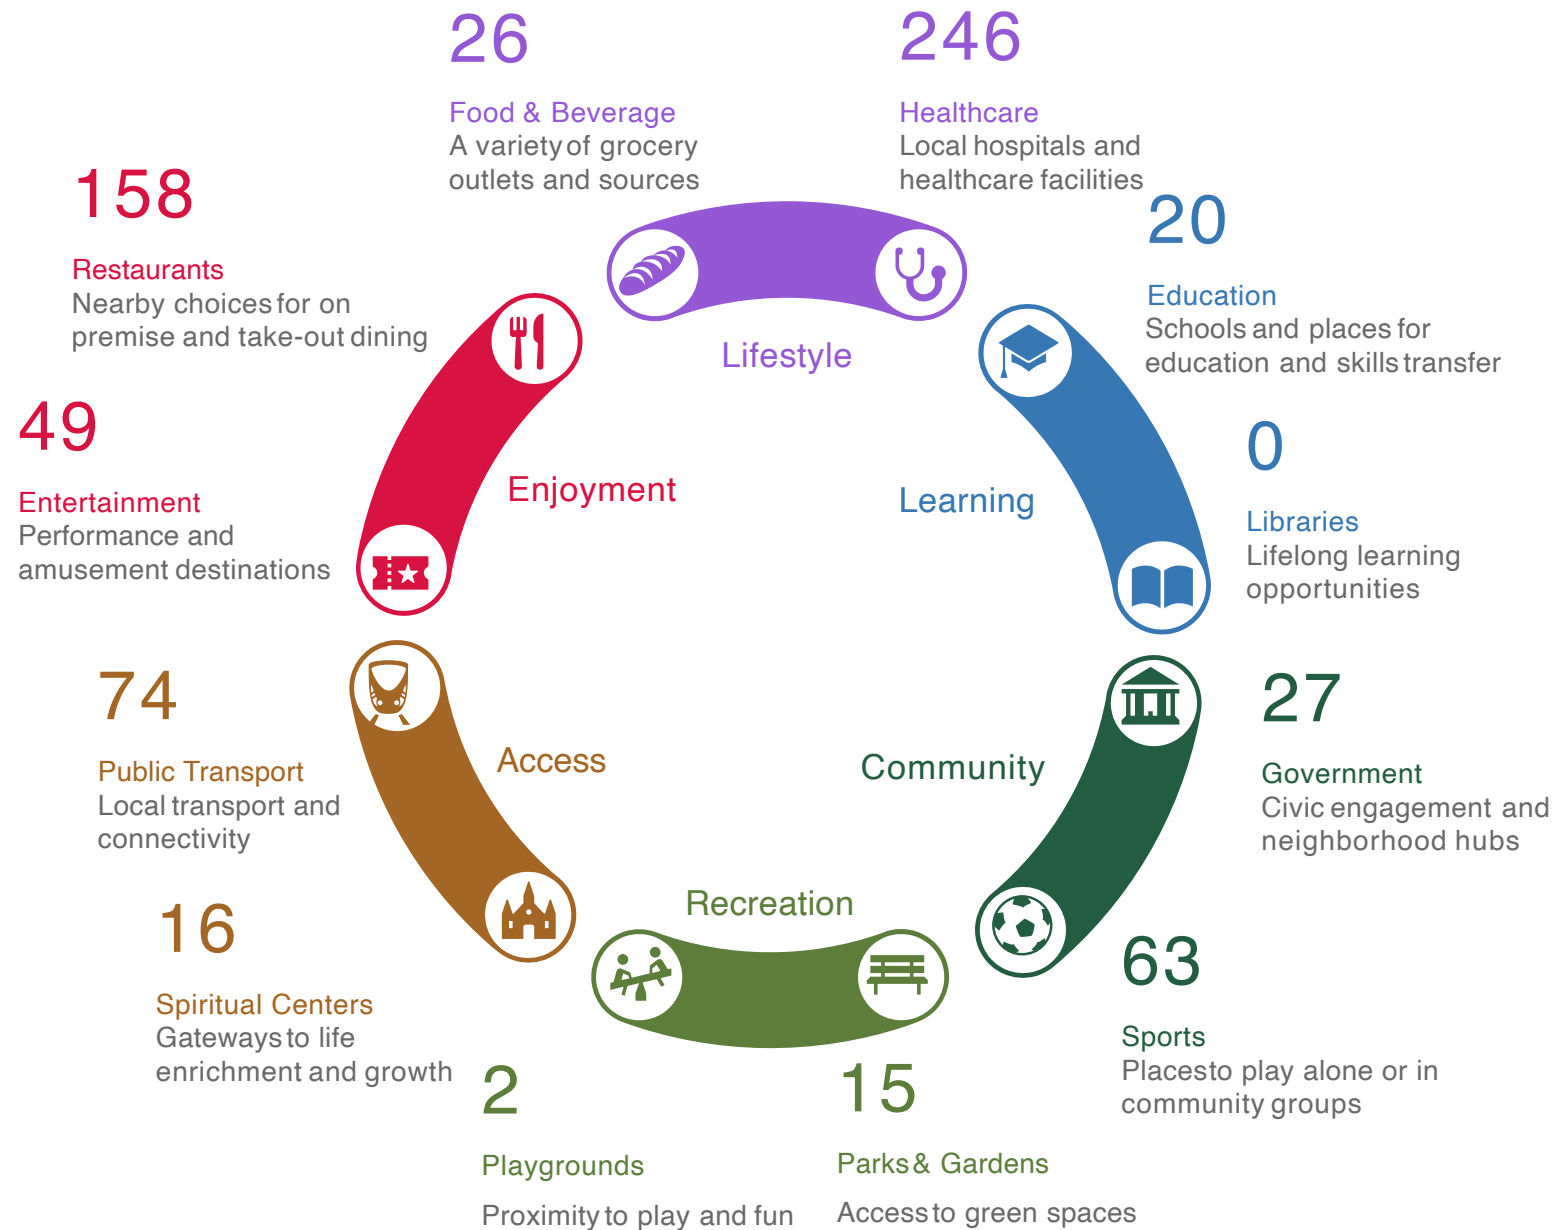 26
Food & Beverage
A variety of grocery
outlets and sources
246
Healthcare
Local hospitals and
healthcare facilities
158
Restaurants
Nearby choices for on
premise and take-out dining
20
Education
Schools and places for
education and skills transfer
Lifestyle
49
Entertainment
Performance and
amusement destinations
Enjoyment
Learning
0
Libraries
Lifelong learning
opportunities
74
Public Transport
Local transport and
connectivity
Access
Community
27
Government
Civic engagement and
neighborhood hubs
16
Spiritual Centers
Gateways to life
enrichment and growth
Recreation
63
Sports
Placesto play alone or in
community groups
2
Playgrounds
Proximity to play and fun
15
Parks & Gardens
Access to green spaces